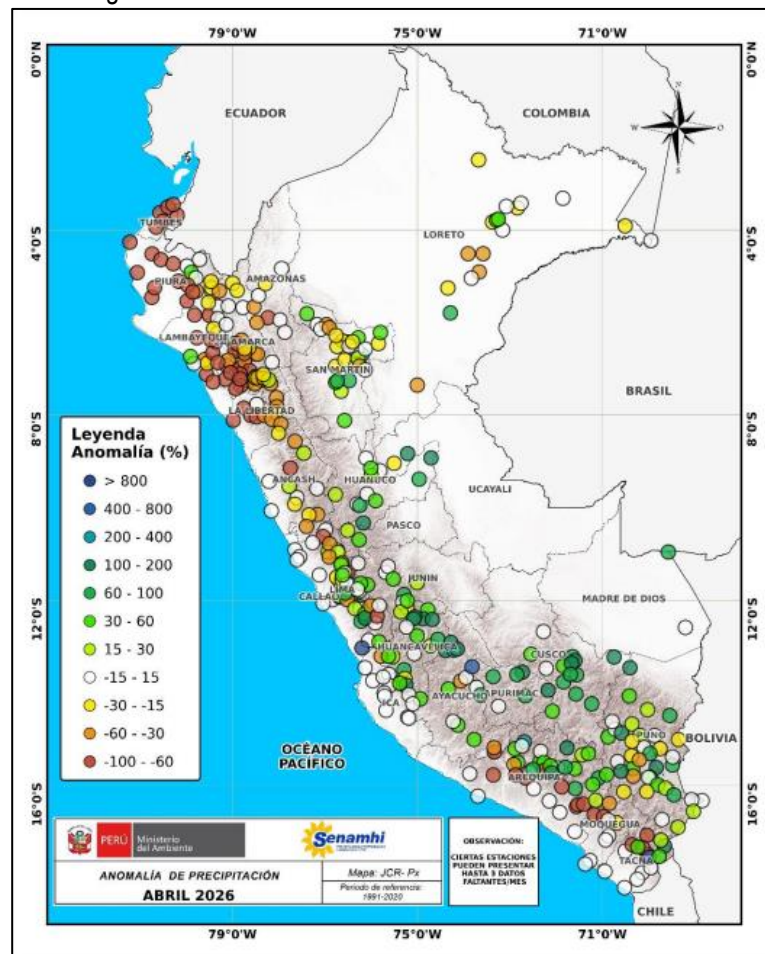 79°0'W
75°0'W
71°0'W
0°0'N
0°0'N
ECUADOR
COLOMBIA
N
W
O
S
TUMBES
LORETO
4°0'S
4°0'S
PIURA
AMAZONAS
LAMBAYEQUE
AMARCA
SAN MARTIN
BRASIL
LA LIBERTAD
8°0'S
8°0'S
Leyenda
Anomalía (%)
> 800
400 - 800
200 - 400
100 - 200
60 - 100
30 - 60
15 - 30
-15 - 15
-30 - -15
-60 - -30
-100 - -60
ANCASH
HUANUCO
UCAYALI
PASCO
JUNIN
LIMA
CALLAO
MADRE DE DIOS
12°0'S
12°0'S
HUANCAVELICA
CUSCO
AYACUCHO
APURIMAC
ICA
PUNO
BOLIVIA
OCÉANO
PACÍFICO
AREQUIPA
16°0'S
16°0'S
MOQUEGUA
TACNA
CHILE
PERÚ
Ministerio
del Ambiente
Senamhi
ANOMALÍA DE PRECIPITACIÓN
ABRIL 2026
Mapa: JCR- Px
Periodo de referencia:
1991-2020
OBSERVACIÓN:
CIERTAS ESTACIONES
PUEDEN PRESENTAR
HASTA 3 DATOS
FALTANTES/MES
79°0'W
75°0'W
71°0'W